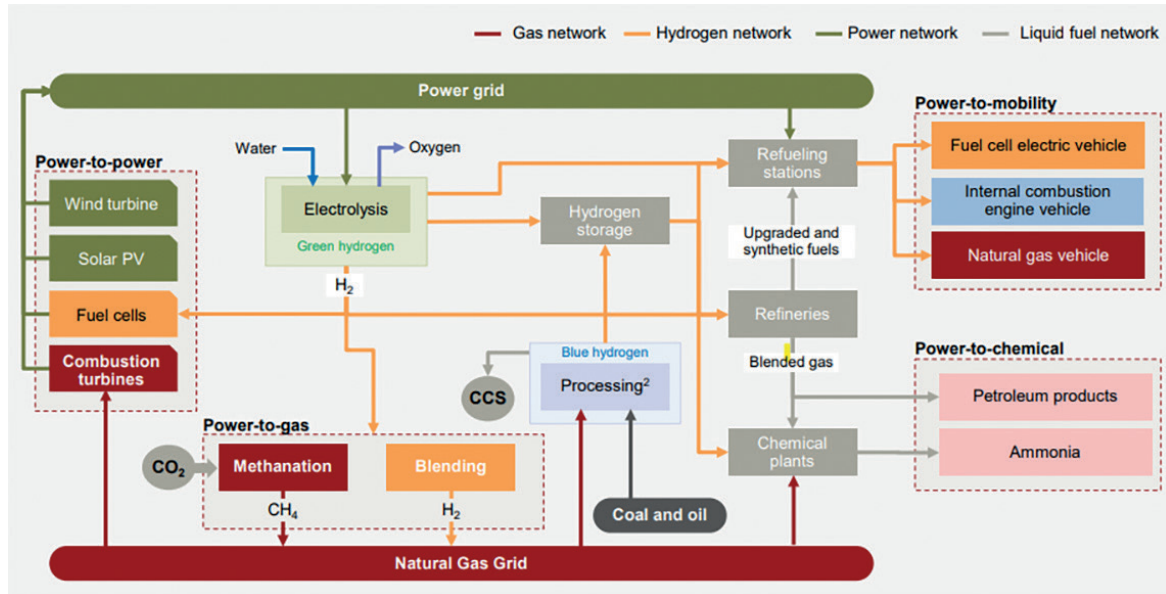 Gas network
Hydrogen network
Power network
Liquid fuel network
Power grid
Power-to-mobility
Fuel cell electric vehicle
Internal combustion
engine vehicle
Natural gas vehicle
Water
Oxygen
Refueling
stations
Power-to-power
Wind turbine
Solar PV
Fuel cells
Combustion
turbines
Electrolysis
Green hydrogen
Hydrogen
storage
Upgraded and
synthetic fuels
H2
Refineries
Blended gas
Blue hydrogen
Processing2
CCS
Power-to-chemical
Petroleum products
Ammonia
Power-to-gas
CO2
Methanation
Blending
Chemical
plants
CH4
H2
Coal and oil
Natural Gas Grid